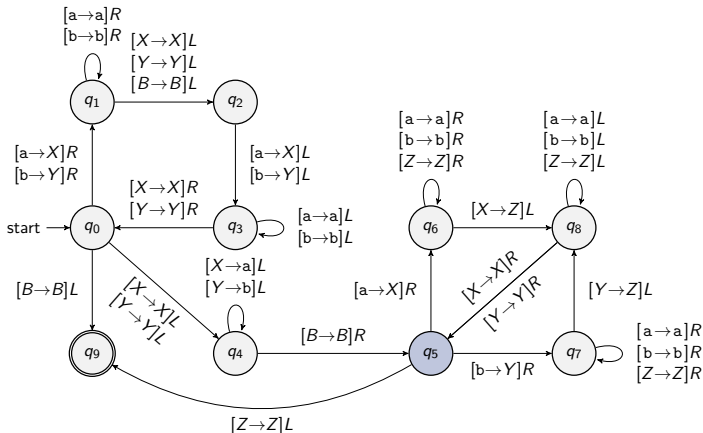 [a→a]R
[b→b]R
[X→X]L
[Y→Y]L
[B→B]L
q1
q2
[a→X]R
[b→Y]R
[a→X]L
[b→Y]L
[X→X]R
[Y→Y]R
start
q0
q3
[a→a]L
[b→b]L
[B→B]L
[X→X]L
[Y→Y]L
[X→a]L
[Y→b]L
q9
q4
[B→B]R
q5
[Z→Z]L
[a→a]R
[b→b]R
[Z→Z]R
[a→a]L
[b→b]L
[Z→Z]L
q6
[X→Z]L
q8
[a→X]R
[X→X]R
[Y→Y]R
[Y→Z]L
[b→Y]R
q7
[a→a]R
[b→b]R
[Z→Z]R